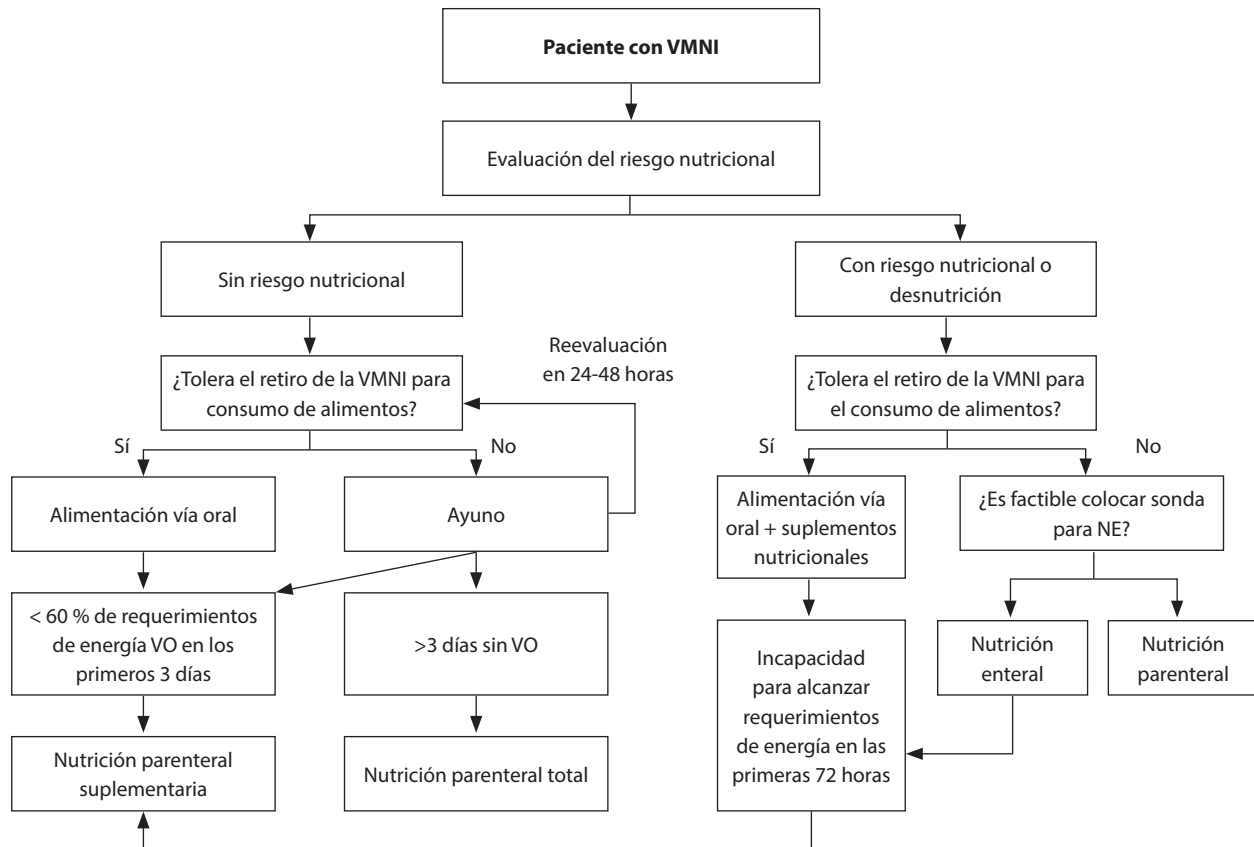 Paciente con VMNI
Evaluación del riesgo nutricional
Sin riesgo nutricional
Con riesgo nutricional o
desnutrición
Reevaluación
en 24-48 horas
¿Tolera el retiro de la VMNI para
consumo de alimentos?
¿Tolera el retiro de la VMNI para
el consumo de alimentos?
Sí
No
Sí
No
Alimentación vía oral
Ayuno
Alimentación vía
oral + suplementos
nutricionales
¿Es factible colocar sonda
para NE?
< 60 % de requerimientos
de energía VO en los
primeros 3 días
>3 días sin VO
Incapacidad
para alcanzar
requerimientos
de energía en las
primeras 72 horas
Nutrición
enteral
Nutrición
parenteral
Nutrición parenteral
suplementaria
Nutrición parenteral total